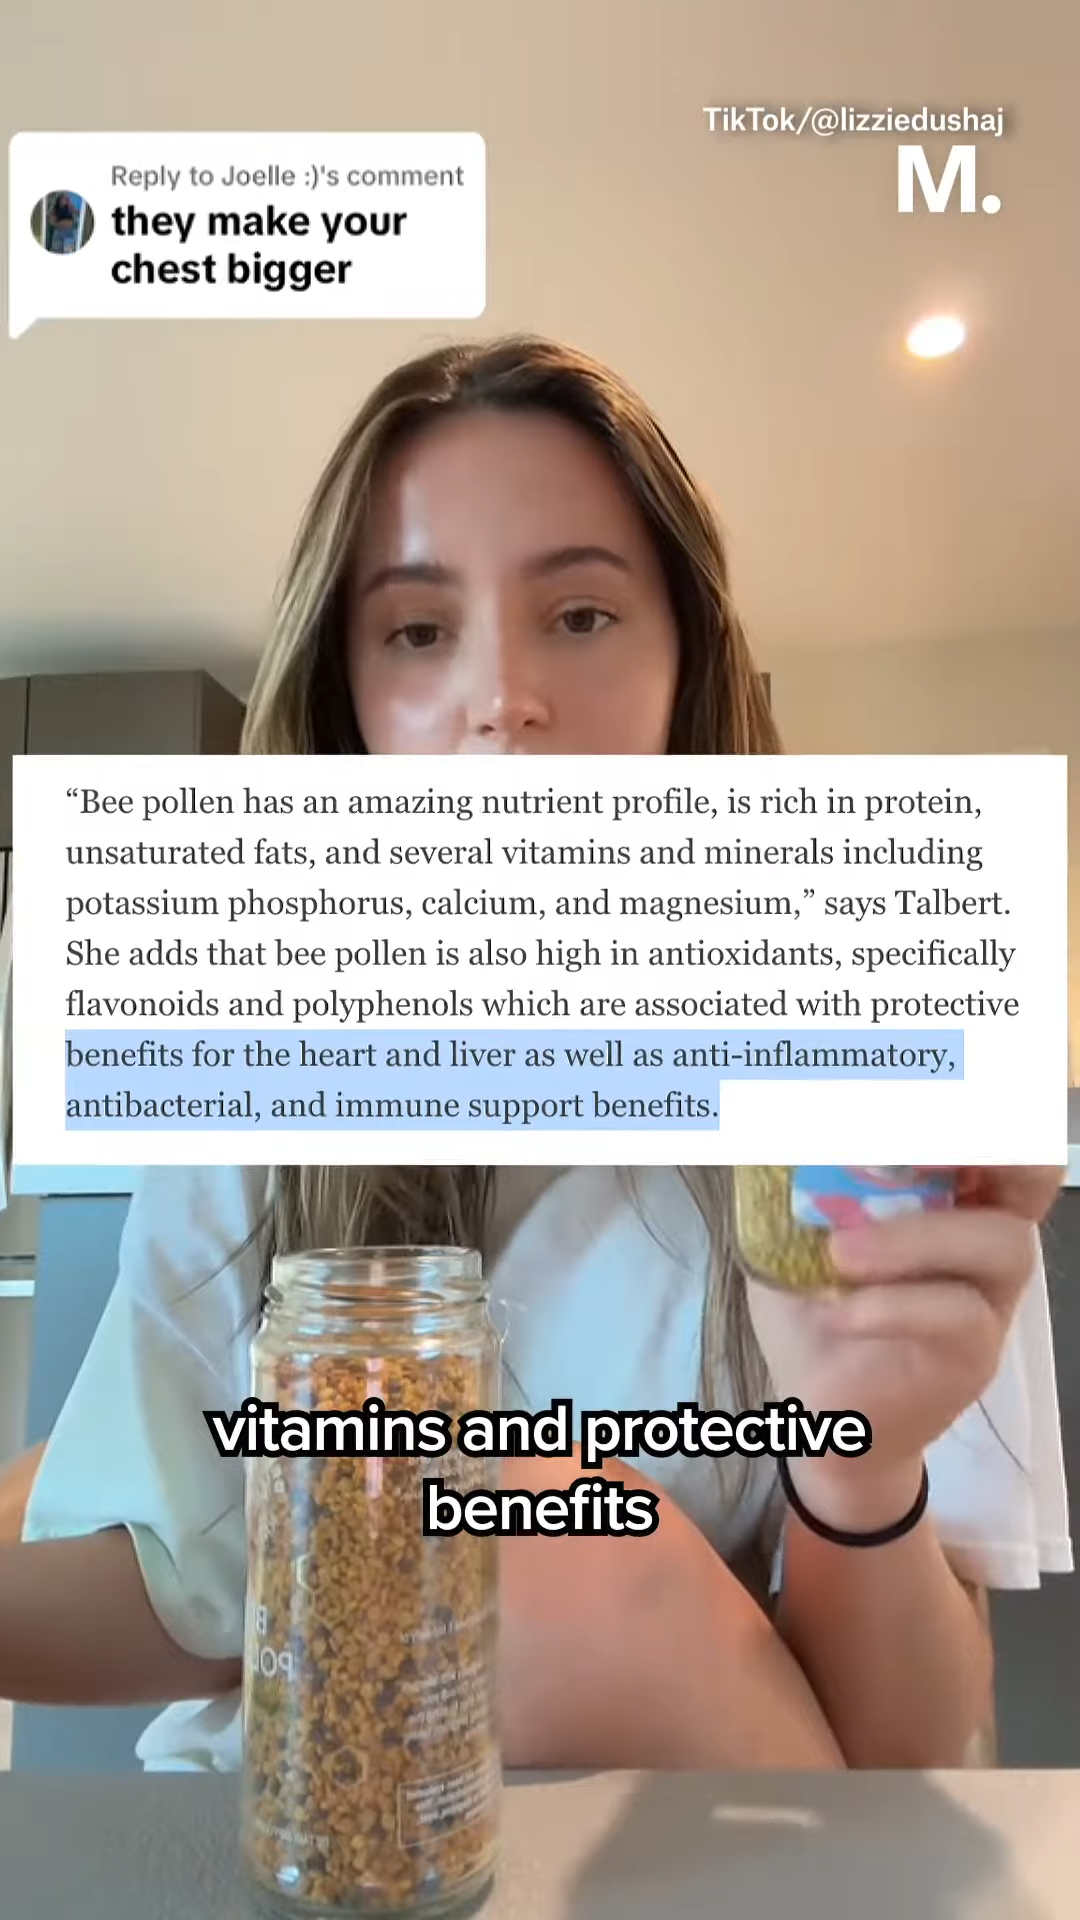 TikTok/@lizziedushaj
M.
Reply to Joelle :)'s comment
they make your
chest bigger
“Bee pollen has an amazing nutrient profile, is rich in protein,
unsaturated fats, and several vitamins and minerals including
potassium phosphorus, calcium, and magnesium,” says Talbert.
She adds that bee pollen is also high in antioxidants, specifically
flavonoids and polyphenols which are associated with protective
benefits for the heart and liver as well as anti-inflammatory,
antibacterial, and immune support benefits.
vitamins and protective
benefits